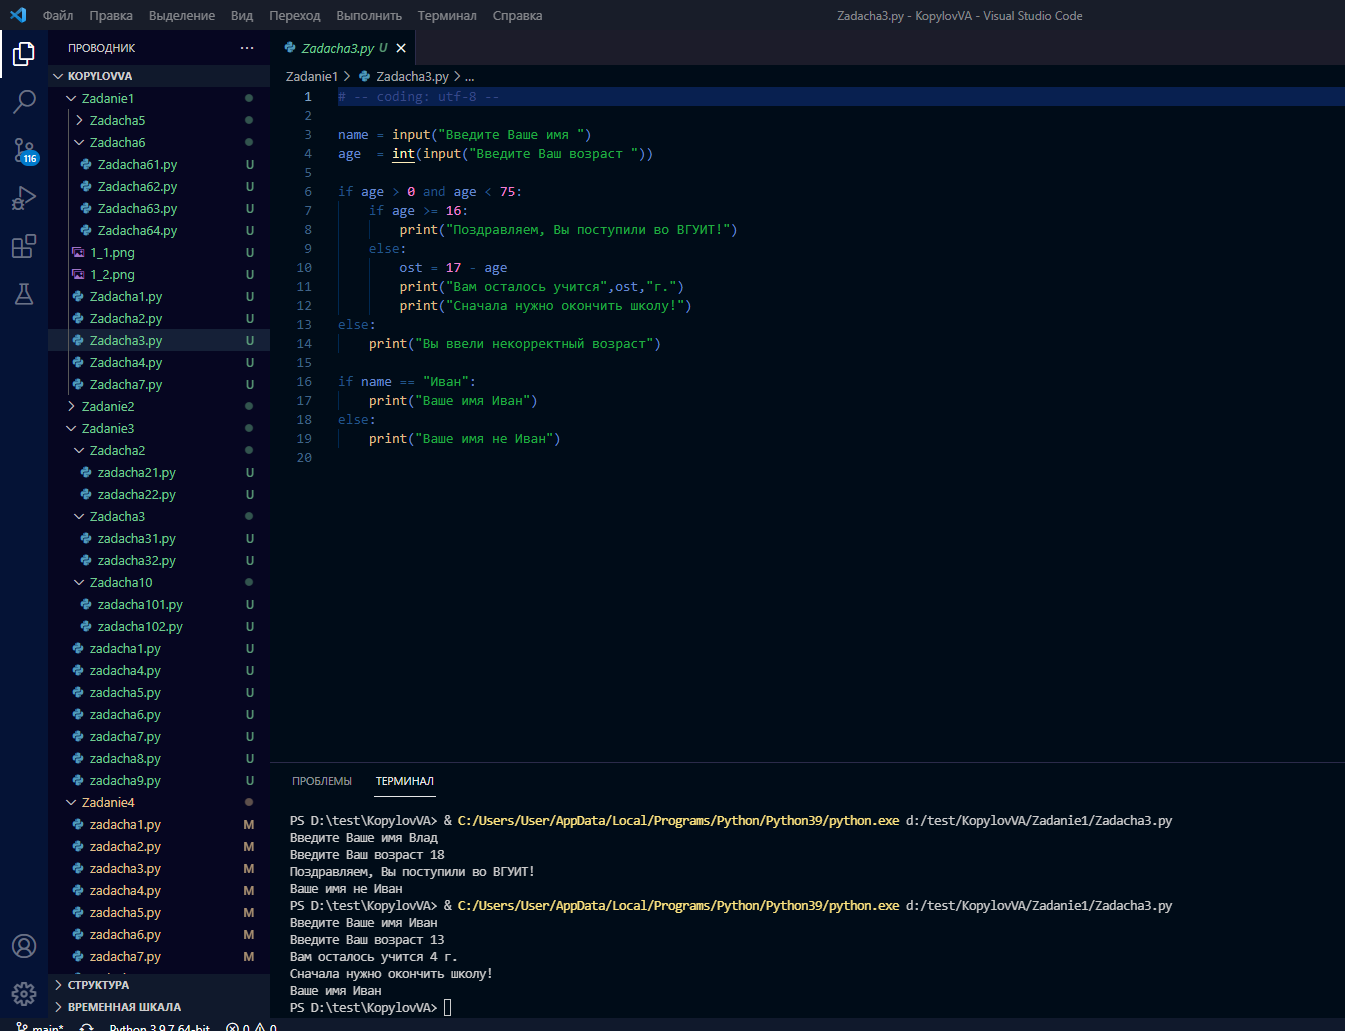 Файл Правка Выделение Вид Переход Выполнить Терминал Справка Zadacha3.py - KopylovVA - Visual Studio Code
ПРОВОДНИК ...
KOPYLOVVA
Zadanie1
Zadacha5
Zadacha6
Zadacha61.py U
Zadacha62.py U
Zadacha63.py U
Zadacha64.py U
1_1.png U
1_2.png U
Zadacha1.py U
Zadacha2.py U
Zadacha3.py U
Zadacha4.py U
Zadacha7.py U
Zadanie2
Zadanie3
Zadacha2
zadacha21.py U
zadacha22.py U
Zadacha3
zadacha31.py U
zadacha32.py U
Zadacha10
zadacha101.py U
zadacha102.py U
zadacha1.py U
zadacha4.py U
zadacha5.py U
zadacha6.py U
zadacha7.py U
zadacha8.py U
zadacha9.py U
Zadanie4
zadacha1.py M
zadacha2.py M
zadacha3.py M
zadacha4.py M
zadacha5.py M
zadacha6.py M
zadacha7.py M
СТРУКТУРА
ВРЕМЕННАЯ ШКАЛА
116
Zadacha3.py U
Zadanie1 > Zadacha3.py > ...
1 # -- coding: utf-8 --
2
3 name = input("Введите Ваше имя ")
4 age  = int(input("Введите Ваш возраст "))
5
6 if age > 0 and age < 75:
7     if age >= 16:
8         print("Поздравляем, Вы поступили во ВГУИТ!")
9     else:
10         ost = 17 - age
11         print("Вам осталось учится",ost,"г.")
12         print("Сначала нужно окончить школу!")
13 else:
14     print("Вы ввели некорректный возраст")
15
16 if name == "Иван":
17     print("Ваше имя Иван")
18 else:
19     print("Ваше имя не Иван")
20
ПРОБЛЕМЫ ТЕРМИНАЛ
PS D:\test\KopylovVA> & C:/Users/User/AppData/Local/Programs/Python/Python39/python.exe d:/test/KopylovVA/Zadanie1/Zadacha3.py
Введите Ваше имя Влад
Введите Ваш возраст 18
Поздравляем, Вы поступили во ВГУИТ!
Ваше имя не Иван
PS D:\test\KopylovVA> & C:/Users/User/AppData/Local/Programs/Python/Python39/python.exe d:/test/KopylovVA/Zadanie1/Zadacha3.py
Введите Ваше имя Иван
Введите Ваш возраст 13
Вам осталось учится 4 г.
Сначала нужно окончить школу!
Ваше имя Иван
PS D:\test\KopylovVA>
main* Python 3.9.7 64-bit 0 0